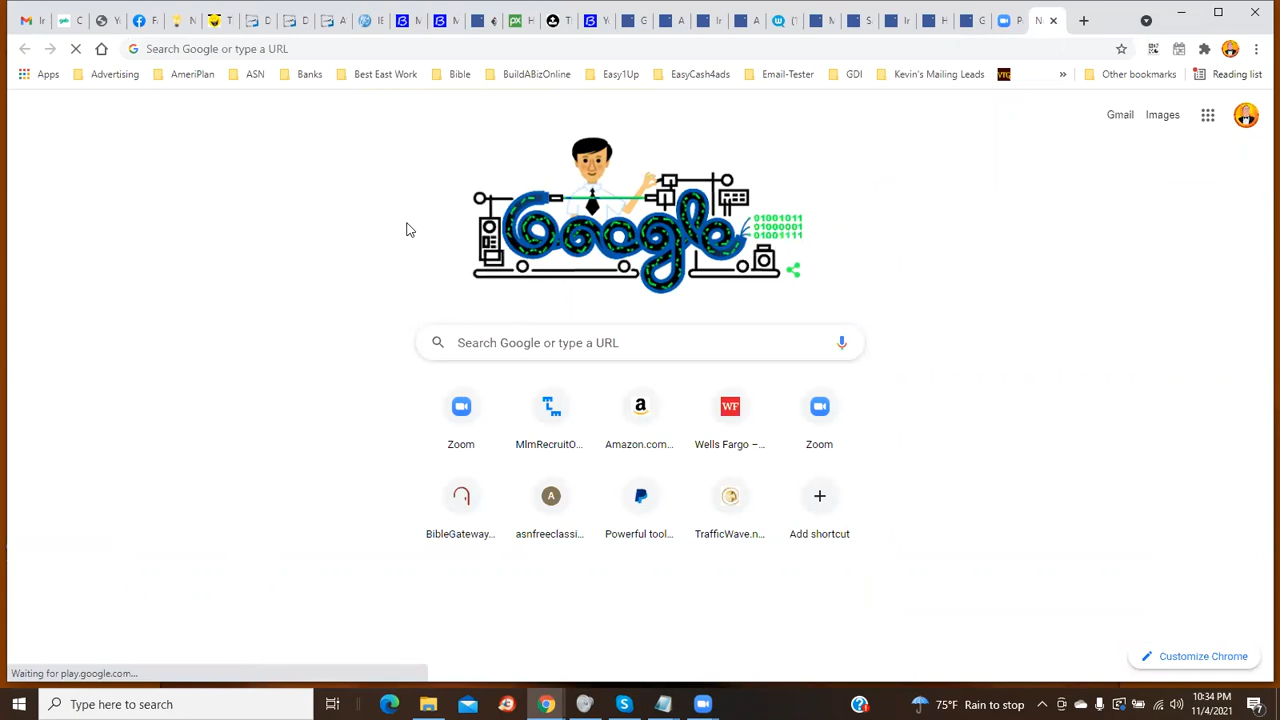 Search Google or type a URL
Apps Advertising AmeriPlan ASN Banks Best East Work Bible BuildABizOnline Easy1Up EasyCash4ads Email-Tester GDI Kevin's Mailing Leads VTG » Other bookmarks Reading list
Gmail Images
Google
01001011
01000001
01001111
Search Google or type a URL
Zoom MlmRecruitO... Amazon.com... Wells Fargo –... Zoom
BibleGateway... asnfreeclassi... Powerful tool... TrafficWave.n... Add shortcut
Customize Chrome
Waiting for play.google.com...
Type here to search
75°F Rain to stop
10:34 PM
11/4/2021